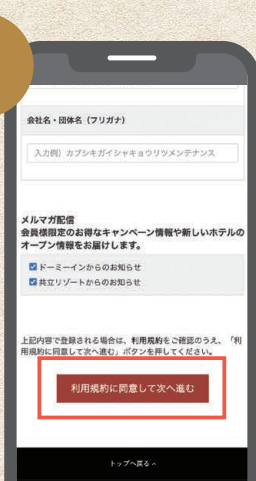 会社名・団体名（フリガナ）
入力例）カブシキガイシャキョウリツメンテナンス
メルマガ配信
会員様限定のお得なキャンペーン情報や新しいホテルの
オープン情報をお届けします。
ドーミーインからのお知らせ
共立リゾートからのお知らせ
上記内容で登録される場合は、利用規約をご確認のうえ、「利
用規約に同意して次へ進む」ボタンを押してください。
利用規約に同意して次へ進む
トップへ戻る